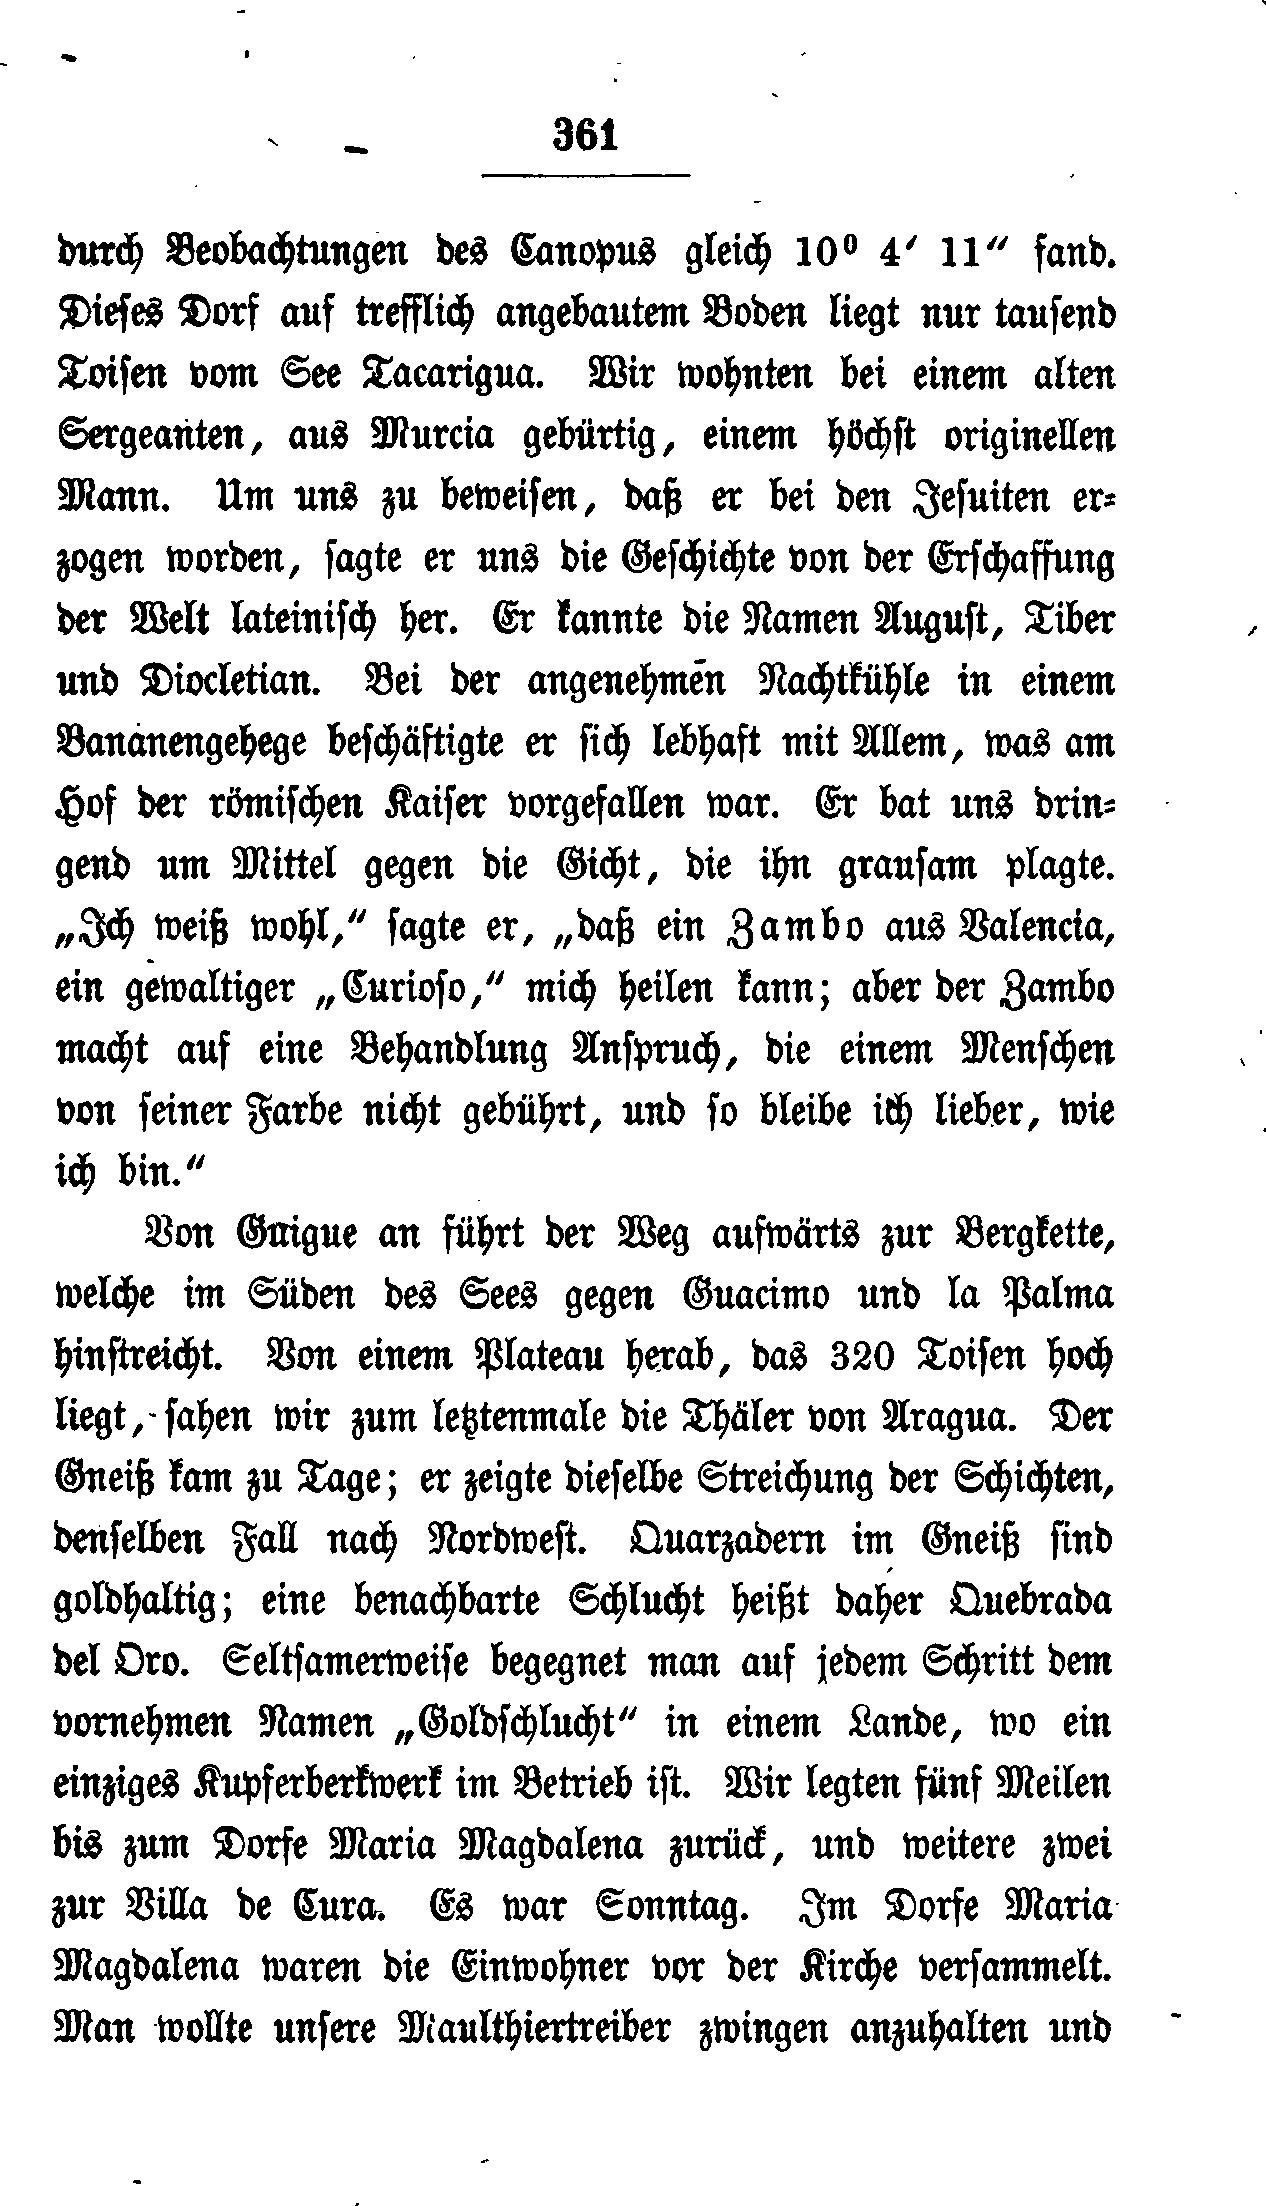 361
durch Beobachtungen des Canopus gleich 10⁰ 4′ 11″ fand.
Dieſes Dorf auf trefflich angebautem Boden liegt nur tauſend
Toiſen vom See Tacarigua. Wir wohnten bei einem alten
Sergeanten, aus Murcia gebürtig, einem höchſt originellen
Mann. Um uns zu beweiſen, daß er bei den Jeſuiten er⸗
zogen worden, ſagte er uns die Geſchichte von der Erſchaffung
der Welt lateiniſch her. Er kannte die Namen Auguſt, Tiber
und Diocletian. Bei der angenehmen Nachtkühle in einem
Bananengehege beſchäftigte er ſich lebhaft mit Allem, was am
Hof der römiſchen Kaiſer vorgefallen war. Er bat uns drin⸗
gend um Mittel gegen die Gicht, die ihn grauſam plagte.
„Ich weiß wohl,“ ſagte er, „daß ein Zambo aus Valencia,
ein gewaltiger „Curioſo,“ mich heilen kann; aber der Zambo
macht auf eine Behandlung Anſpruch, die einem Menſchen
von ſeiner Farbe nicht gebührt, und ſo bleibe ich lieber, wie
ich bin.“
Von Guigue an führt der Weg aufwärts zur Bergkette,
welche im Süden des Sees gegen Guacimo und la Palma
hinſtreicht. Von einem Plateau herab, das 320 Toiſen hoch
liegt, ſahen wir zum letztenmale die Thäler von Aragua. Der
Gneiß kam zu Tage; er zeigte dieſelbe Streichung der Schichten,
denſelben Fall nach Nordweſt. Quarzadern im Gneiß ſind
goldhaltig; eine benachbarte Schlucht heißt daher Quebrada
del Oro. Seltſamerweiſe begegnet man auf jedem Schritt dem
vornehmen Namen „Goldſchlucht“ in einem Lande, wo ein
einziges Kupferberkwerk im Betrieb iſt. Wir legten fünf Meilen
bis zum Dorfe Maria Magdalena zurück, und weitere zwei
zur Villa de Cura. Es war Sonntag. Im Dorfe Maria
Magdalena waren die Einwohner vor der Kirche verſammelt.
Man wollte unſere Maulthiertreiber zwingen anzuhalten und